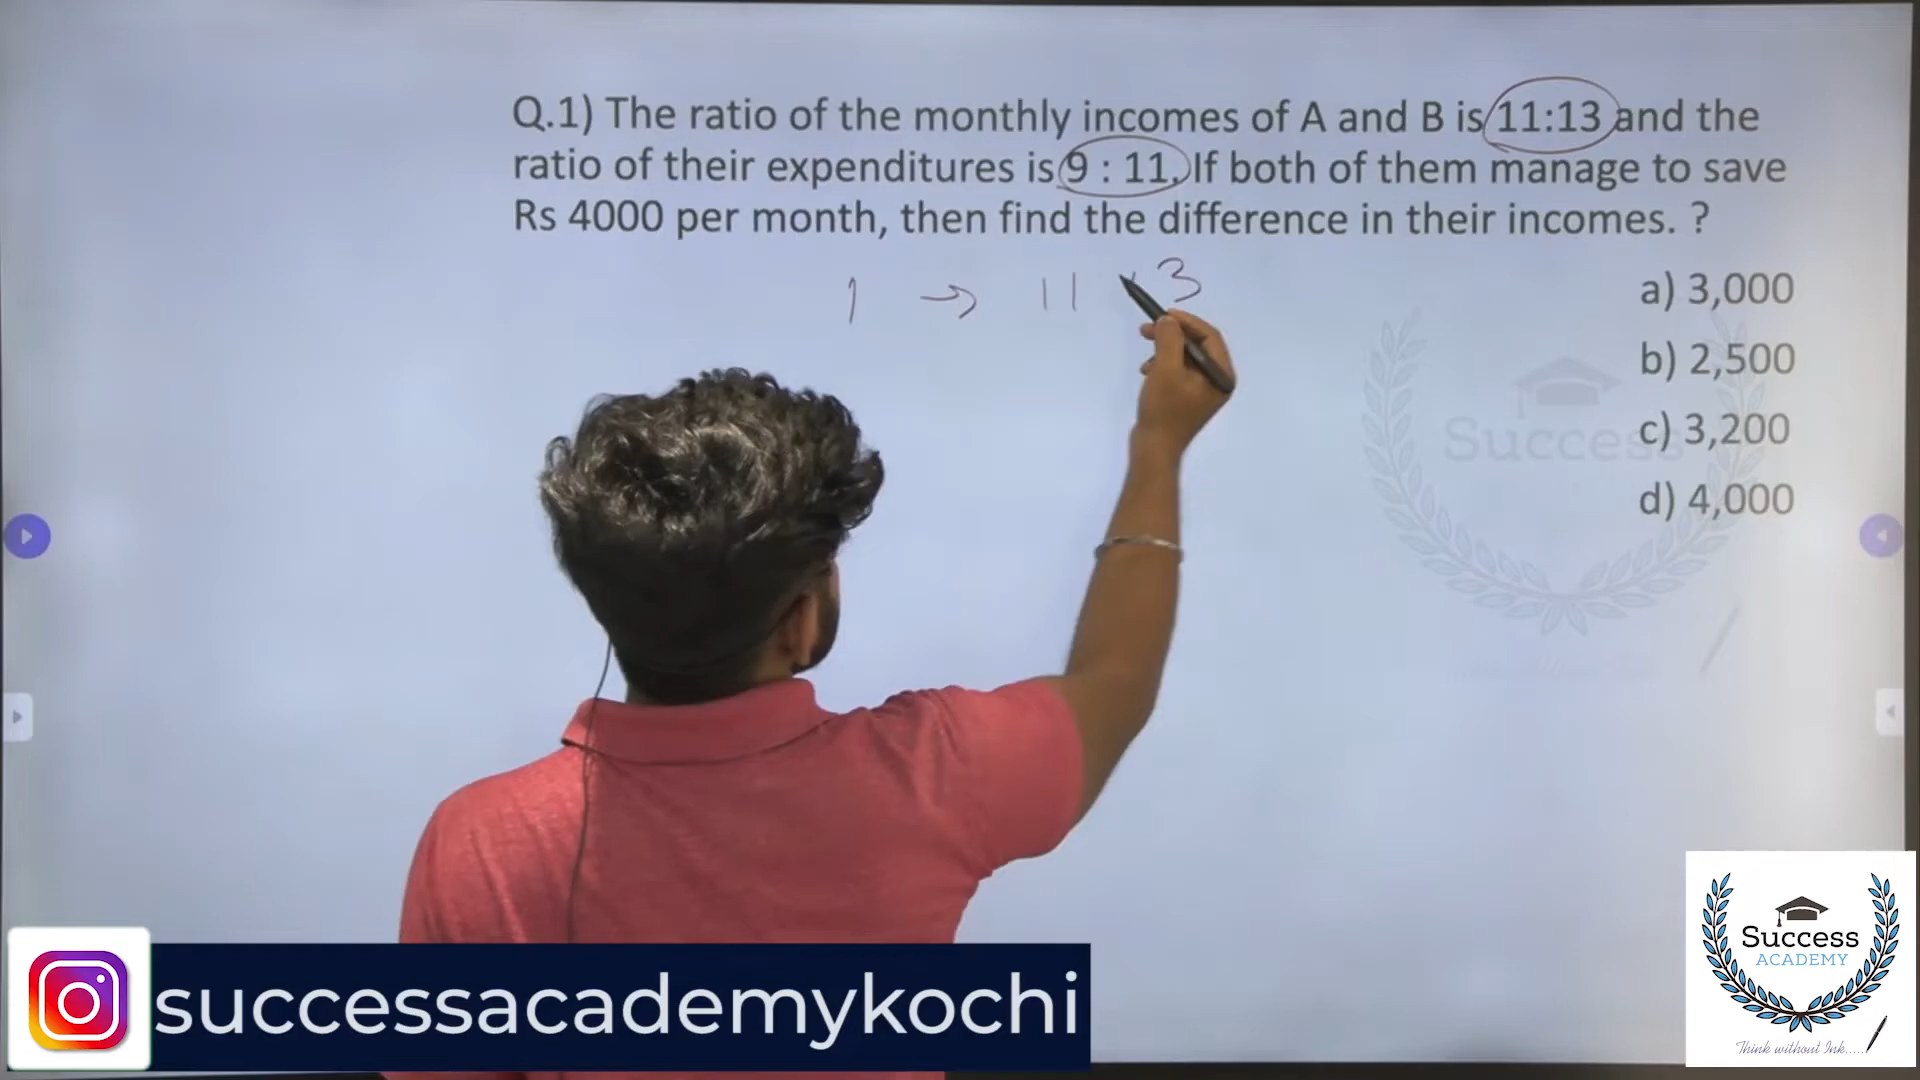 Q.1) The ratio of the monthly incomes of A and B is 11:13 and the
ratio of their expenditures is 9 : 11. If both of them manage to save
Rs 4000 per month, then find the difference in their incomes. ?
1 → 11 3
a) 3,000
b) 2,500
c) 3,200
d) 4,000
Success
successacademykochi
Success
ACADEMY
Think without Ink.....